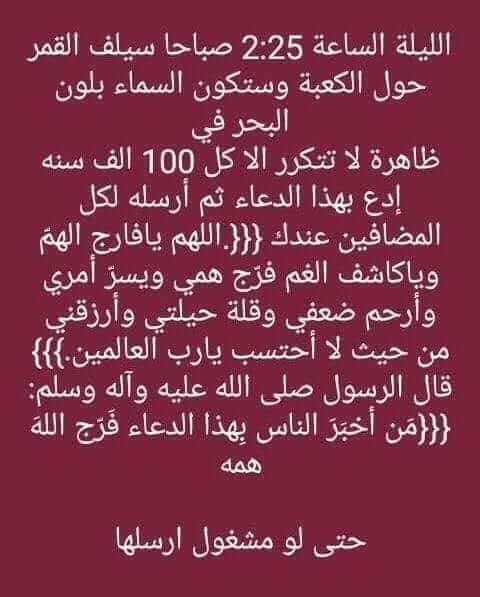 الليلة الساعة 2:25 صباحا سيلف القمر
حول الكعبة وستكون السماء بلون
البحر في
ظاهرة لا تتكرر الا كل 100 الف سنه
إدع بهذا الدعاء ثم أرسله لكل
المضافين عندك {{{.اللهم يافارج الهمّ
وياكاشف الغم فرّج همي ويسرّ أمري
وأرحم ضعفي وقلة حيلتي وأرزقني
من حيث لا أحتسب يارب العالمين.}}}
قال الرسول صلى الله عليه وآله وسلم:
{{{مَن أخبَرَ الناس بِهذا الدعاء فَرّج اللهَ
همه
حتى لو مشغول ارسلها